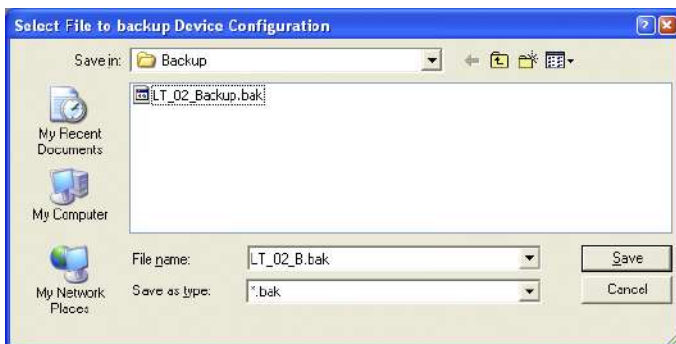 Select File to backup Device Configuration
Save in:
Backup
LT_02_Backup.bak
My Recent
Documents
My Computer
My Network
Places
File name:
LT_02_B.bak
Save
Save as type:
*.bak
Cancel